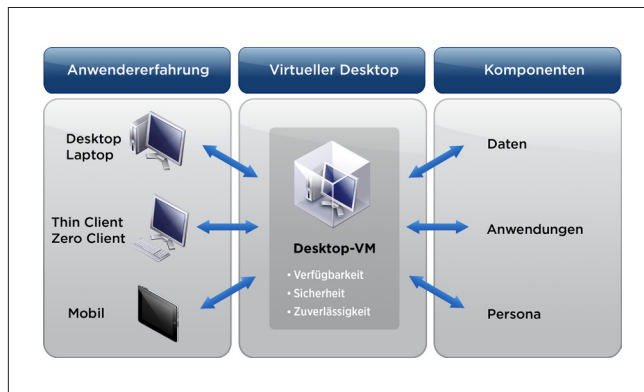 Anwendererfahrung
Virtueller Desktop
Komponenten
Desktop
Laptop
Thin Client
Zero Client
Mobil
Desktop-VM
• Verfügbarkeit
• Sicherheit
• Zuverlässigkeit
Daten
Anwendungen
Persona